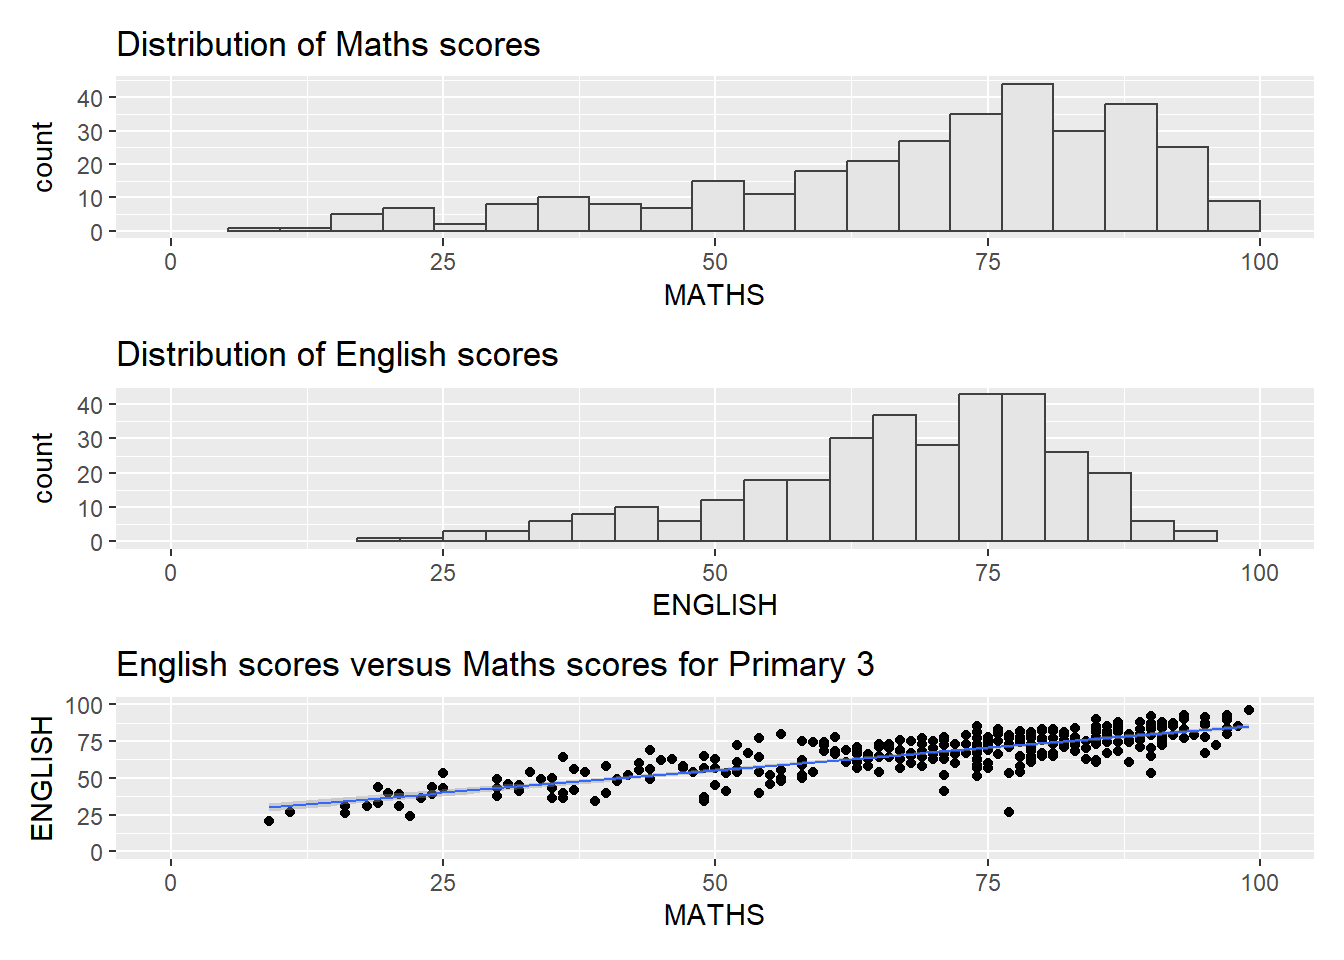 Distribution of Maths scores
40
30
20
10
0
count
0 25 50 75 100
MATHS
Distribution of English scores
40
30
20
10
0
count
0 25 50 75 100
ENGLISH
English scores versus Maths scores for Primary 3
100
75
50
25
0
ENGLISH
0 25 50 75 100
MATHS